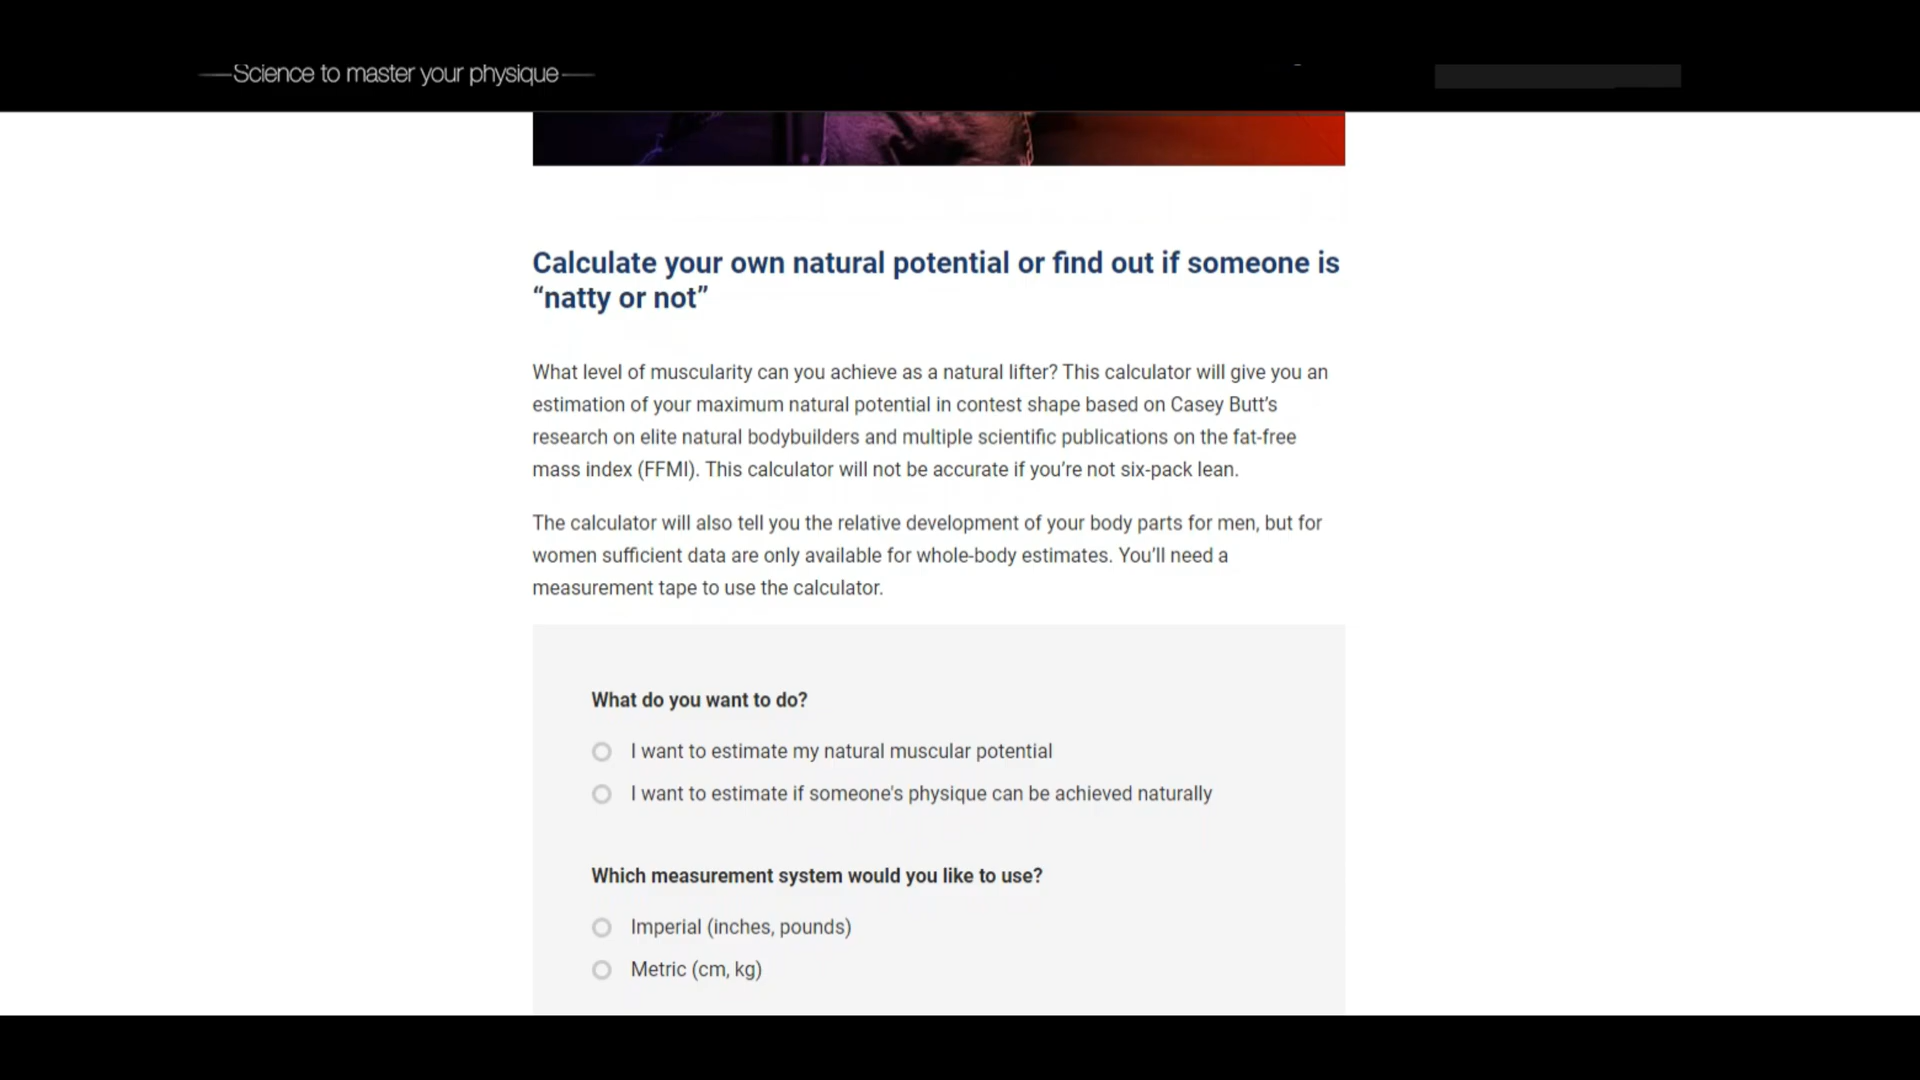 Science to master your physique
Calculate your own natural potential or find out if someone is
“natty or not”
What level of muscularity can you achieve as a natural lifter? This calculator will give you an
estimation of your maximum natural potential in contest shape based on Casey Butt’s
research on elite natural bodybuilders and multiple scientific publications on the fat-free
mass index (FFMI). This calculator will not be accurate if you’re not six-pack lean.
The calculator will also tell you the relative development of your body parts for men, but for
women sufficient data are only available for whole-body estimates. You’ll need a
measurement tape to use the calculator.
What do you want to do?
I want to estimate my natural muscular potential
I want to estimate if someone's physique can be achieved naturally
Which measurement system would you like to use?
Imperial (inches, pounds)
Metric (cm, kg)